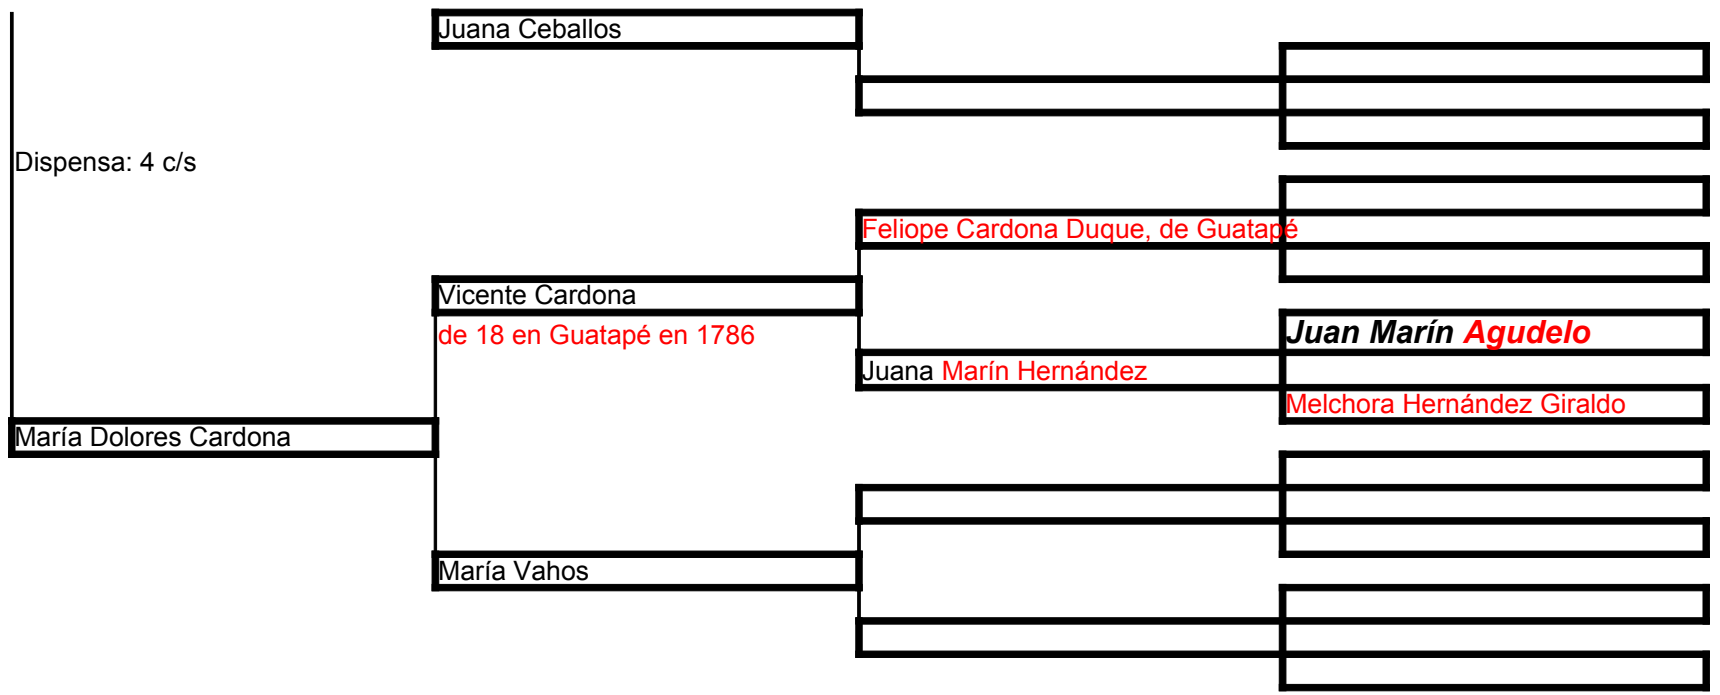 Juana Ceballos
Dispensa: 4 c/s
Feliope Cardona Duque, de Guatapé
Vicente Cardona
de 18 en Guatapé en 1786
Juan Marín Agudelo
Juana Marín Hernández
Melchora Hernández Giraldo
María Dolores Cardona
María Vahos